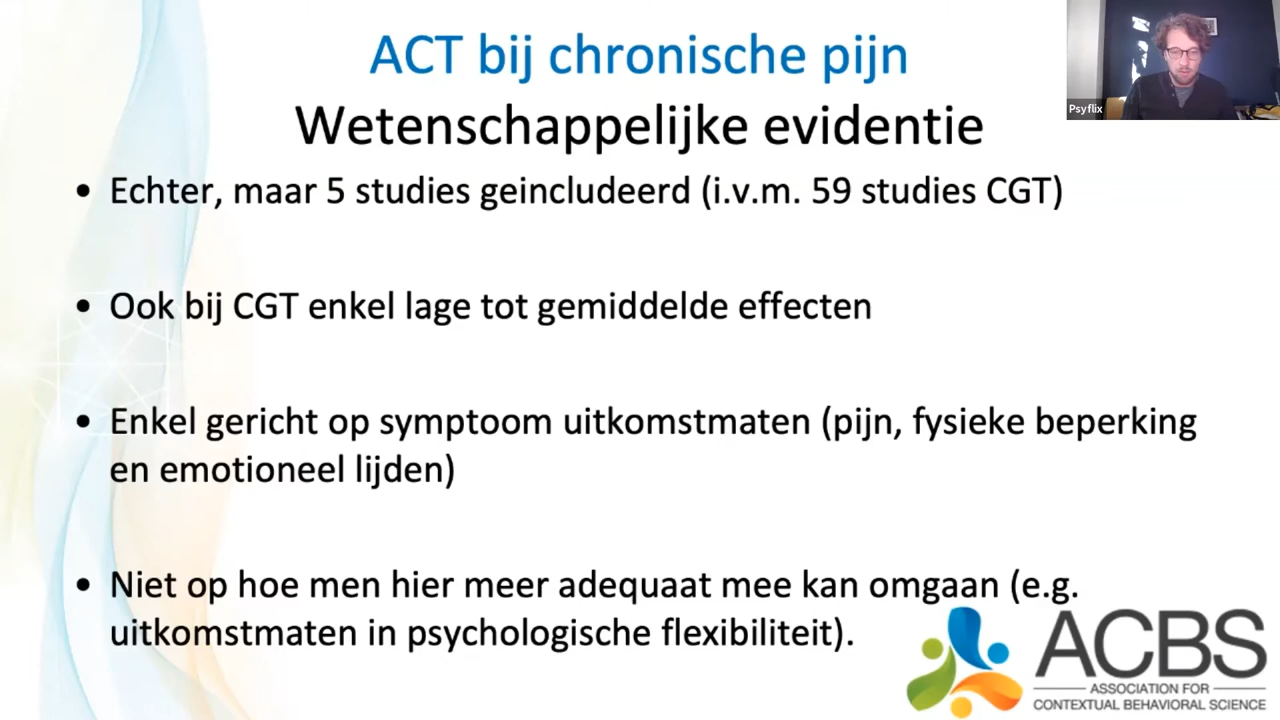 ACT bij chronische pijn
Wetenschappelijke evidentie
Psyflix
• Echter, maar 5 studies geincludeerd (i.v.m. 59 studies CGT)
• Ook bij CGT enkel lage tot gemiddelde effecten
• Enkel gericht op symptoom uitkomstmaten (pijn, fysieke beperking
en emotioneel lijden)
• Niet op hoe men hier meer adequaat mee kan omgaan (e.g.
uitkomstmaten in psychologische flexibiliteit).
ACBS
ASSOCIATION FOR
CONTEXTUAL BEHAVIORAL SCIENCE